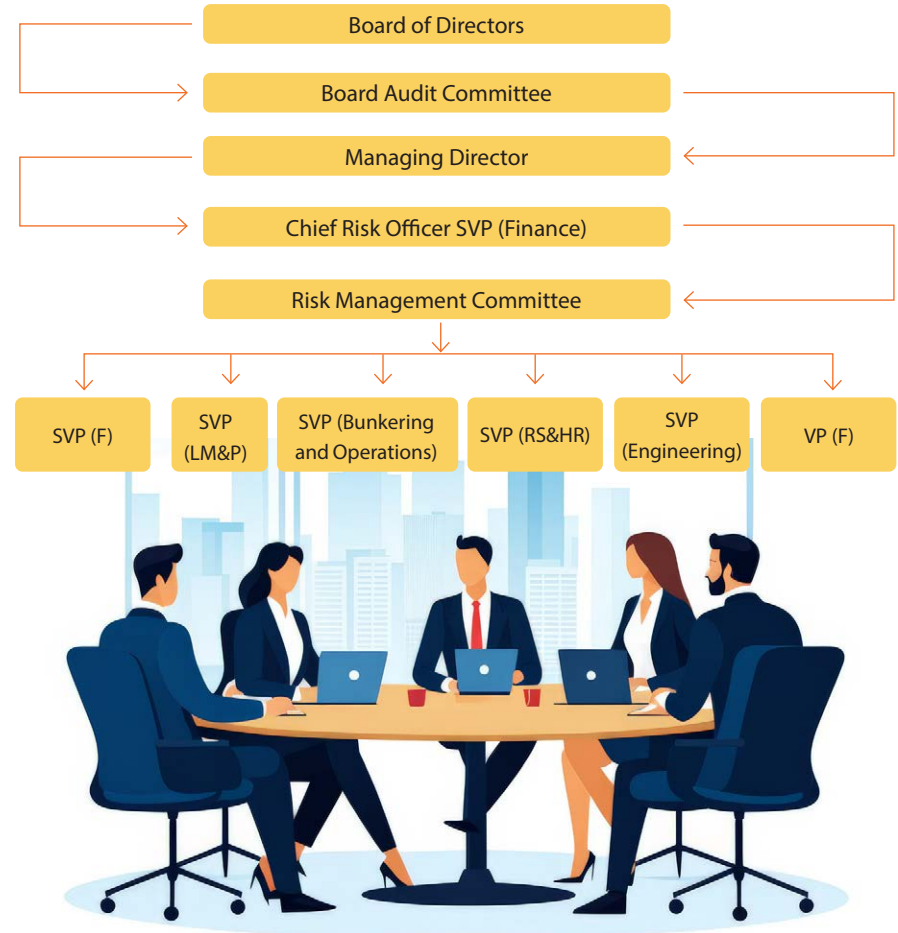 Board of Directors
Board Audit Committee
Managing Director
Chief Risk Officer SVP (Finance)
Risk Management Committee
SVP (F)
SVP
(LM&P)
SVP (Bunkering
and Operations)
SVP (RS&HR)
SVP
(Engineering)
VP (F)